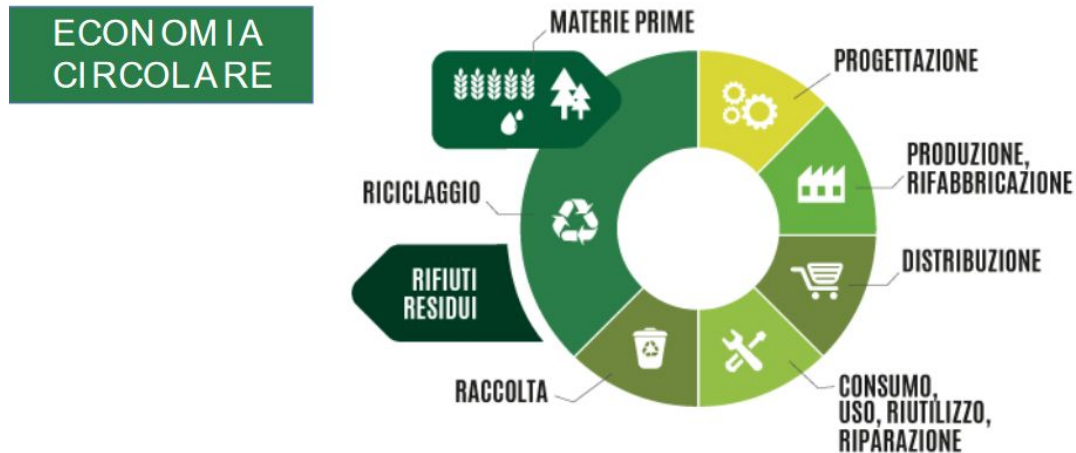 ECONOMIA
CIRCOLARE
MATERIE PRIME
PROGETTAZIONE
PRODUZIONE,
RIFABBRICAZIONE
DISTRIBUZIONE
CONSUMO,
USO, RIUTILIZZO,
RIPARAZIONE
RACCOLTA
RIFIUTI
RESIDUI
RICICLAGGIO